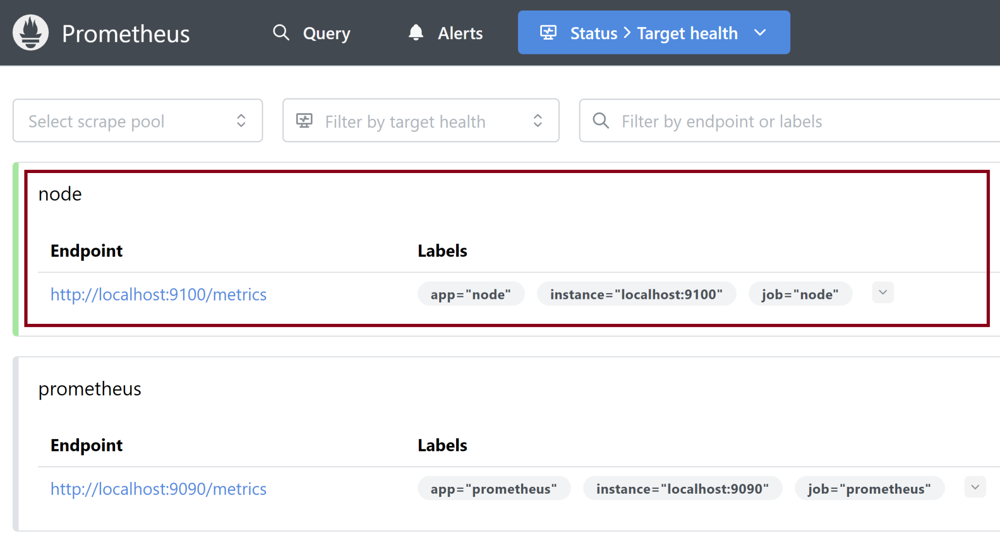 Prometheus Query Alerts Status > Target health
Select scrape pool Filter by target health Filter by endpoint or labels
node
Endpoint Labels
http://localhost:9100/metrics app="node" instance="localhost:9100" job="node"
prometheus
Endpoint Labels
http://localhost:9090/metrics app="prometheus" instance="localhost:9090" job="prometheus"